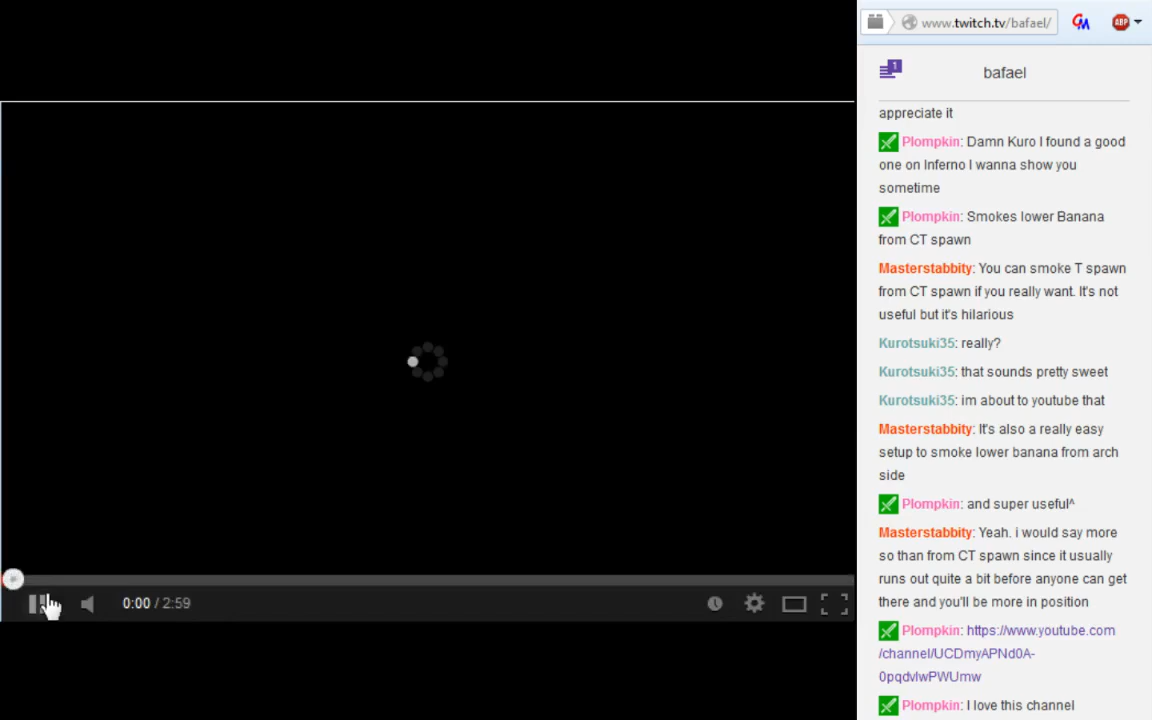 www.twitch.tv/bafael/
GM
ABP
1
bafael
appreciate it
Plompkin: Damn Kuro I found a good
one on Inferno I wanna show you
sometime
Plompkin: Smokes lower Banana
from CT spawn
Masterstabbity: You can smoke T spawn
from CT spawn if you really want. It's not
useful but it's hilarious
Kurotsuki35: really?
Kurotsuki35: that sounds pretty sweet
Kurotsuki35: im about to youtube that
Masterstabbity: It's also a really easy
setup to smoke lower banana from arch
side
Plompkin: and super useful^
Masterstabbity: Yeah. i would say more
so than from CT spawn since it usually
runs out quite a bit before anyone can get
there and you'll be more in position
Plompkin: https://www.youtube.com
/channel/UCDmyAPNd0A-
0pqdvlwPWUmw
Plompkin: I love this channel
0:00 / 2:59